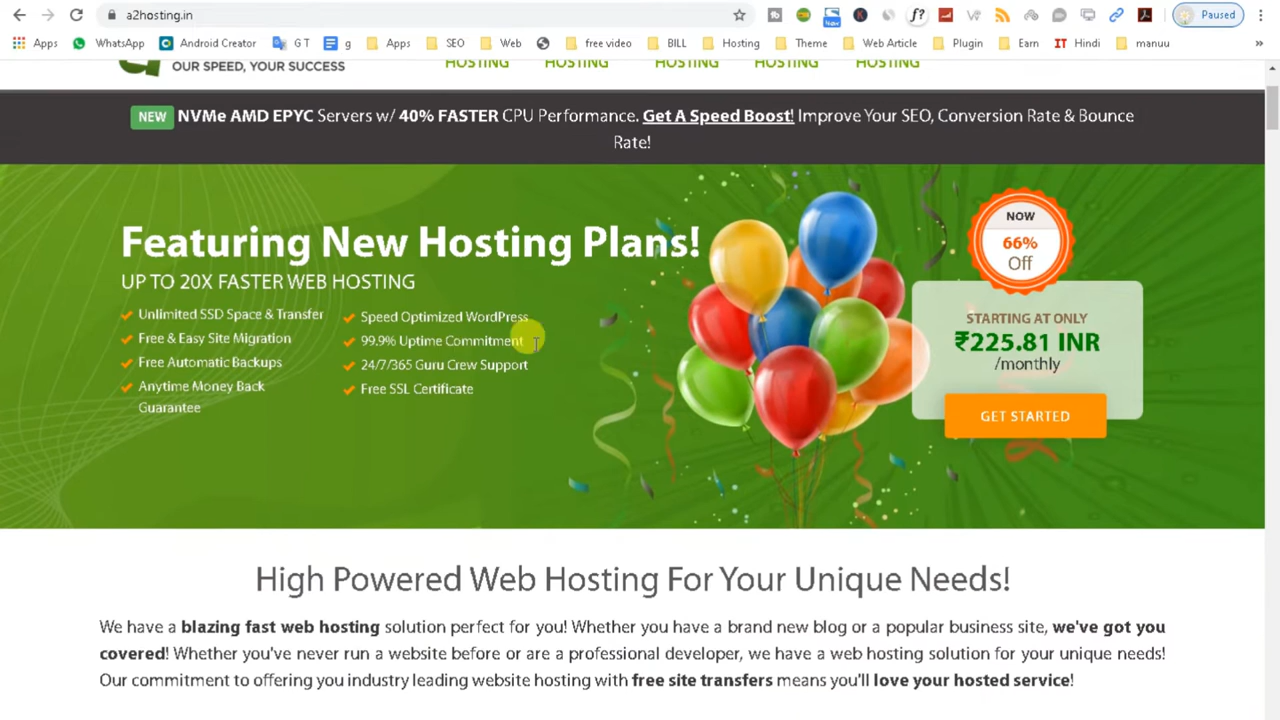 a2hosting.in
Paused
Apps WhatsApp Android Creator G T g Apps SEO Web free video BILL Hosting Theme Web Article Plugin Earn IT Hindi manuu »
OUR SPEED, YOUR SUCCESS
HOSTING HOSTING HOSTING HOSTING HOSTING
NEW NVMe AMD EPYC Servers w/ 40% FASTER CPU Performance. Get A Speed Boost! Improve Your SEO, Conversion Rate & Bounce
Rate!
Featuring New Hosting Plans!
UP TO 20X FASTER WEB HOSTING
Unlimited SSD Space & Transfer
Free & Easy Site Migration
Free Automatic Backups
Anytime Money Back
Guarantee
Speed Optimized WordPress
99.9% Uptime Commitment
24/7/365 Guru Crew Support
Free SSL Certificate
NOW
66%
Off
STARTING AT ONLY
₹225.81 INR
/monthly
GET STARTED
High Powered Web Hosting For Your Unique Needs!
We have a blazing fast web hosting solution perfect for you! Whether you have a brand new blog or a popular business site, we've got you
covered! Whether you've never run a website before or are a professional developer, we have a web hosting solution for your unique needs!
Our commitment to offering you industry leading website hosting with free site transfers means you'll love your hosted service!